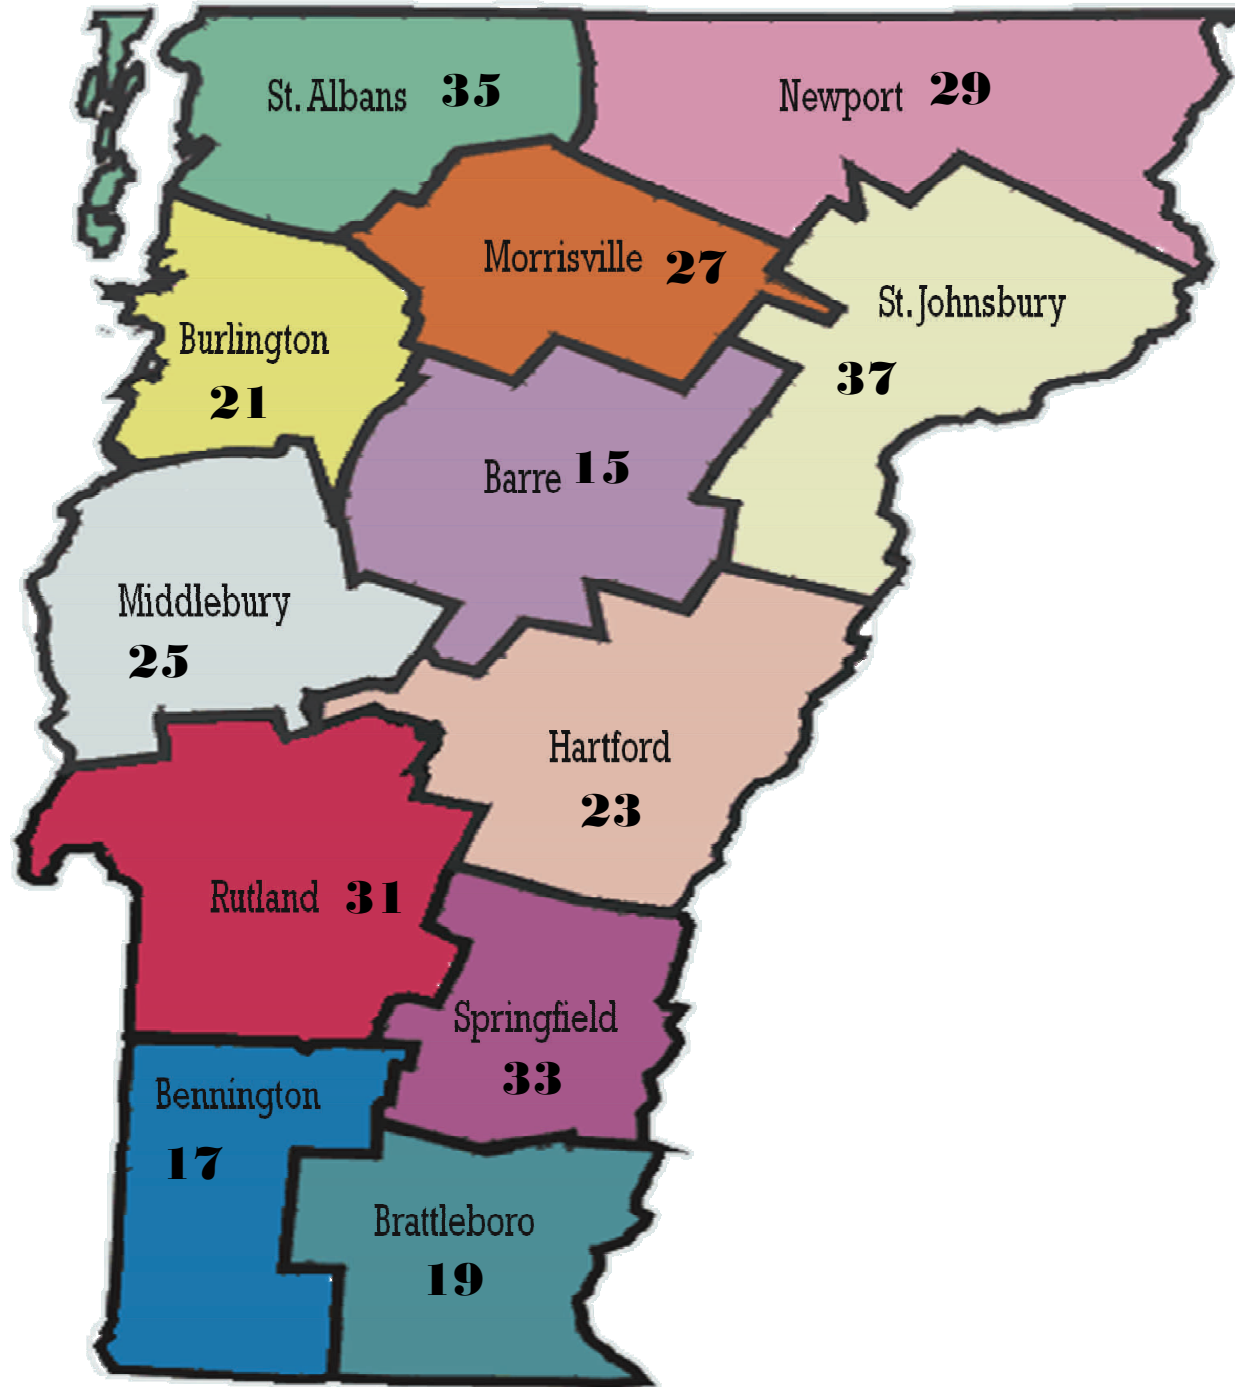 St. Albans 35
Newport 29
Morrisville 27
St. Johnsbury
37
Burlington
21
Barre 15
Middlebury
25
Hartford
23
Rutland 31
Springfield
33
Bennington
17
Brattleboro
19